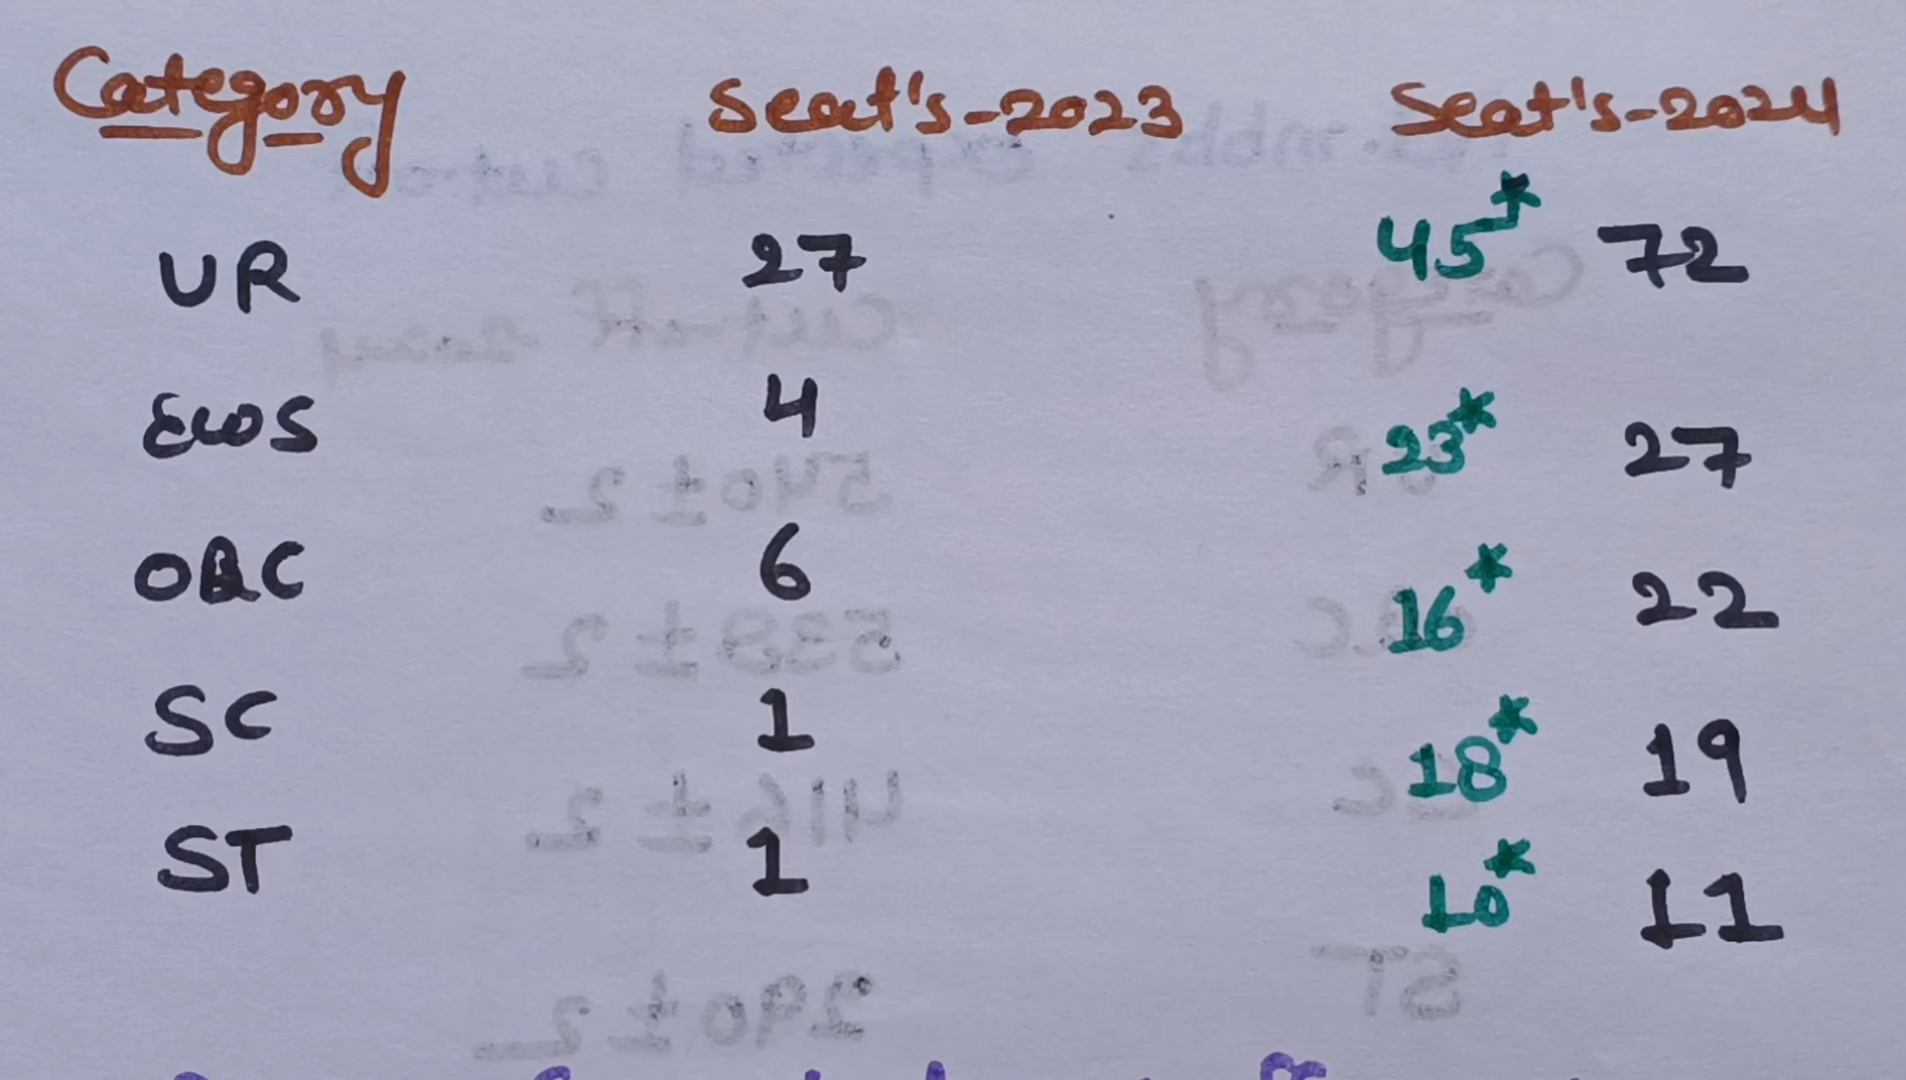 Category Seat's-2023 Seat's-2024
UR 27 45* 72
EWS 4 23* 27
OBC 6 16* 22
SC 1 18* 19
ST 1 10* 11